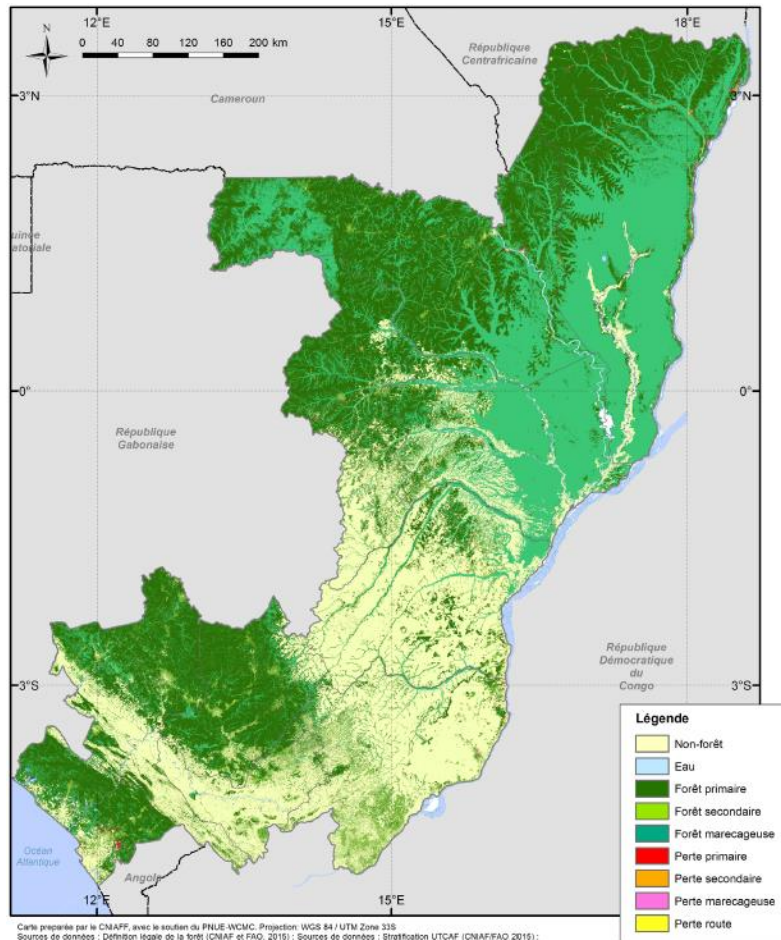 12°E 15°E 18°E
N
0 40 80 120 160 200 km
République
Centrafricaine
3°N 3°N
Cameroun
uinée
atoriale
0° 0°
République
Gabonaise
République
Démocratique
du
Congo
3°S 3°S
Océan
Atlantique
Angola
12°E 15°E
Légende
Non-forêt
Eau
Forêt primaire
Forêt secondaire
Forêt marecageuse
Perte primaire
Perte secondaire
Perte marecageuse
Perte route
Carte preparée par le CNIAFF, avec le soutien du PNUE-WCMC. Projection: WGS 84 / UTM Zone 33S
Sources de données : Définition légale de la forêt (CNIAF et FAO, 2015) ; Sources de données : Stratification UTCAF (CNIAF/FAO 2015) ;